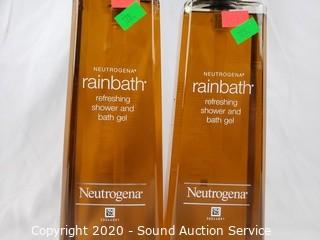 NEUTROGENA®
rainbath®
refreshing
shower and
bath gel
Neutrogena®
NEUTROGENA®
rainbath®
refreshing
shower and
bath gel
Neutrogena®
Copyright 2020 - Sound Auction Service